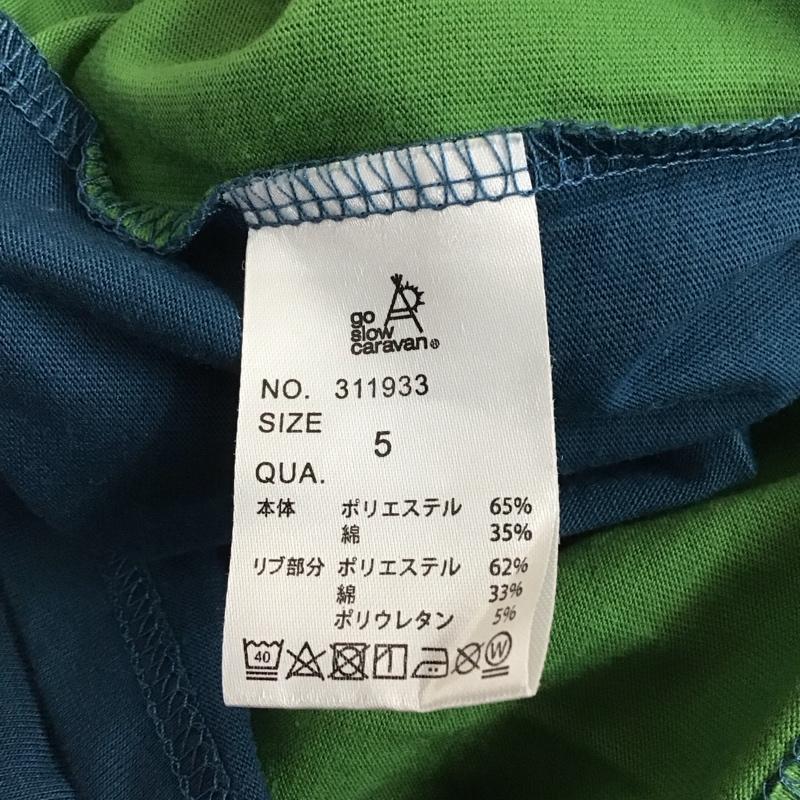 go
slow
caravan®
NO. 311933
SIZE
5
QUA.
本体 ポリエステル 65%
綿 35%
リブ部分 ポリエステル 62%
綿 33%
ポリウレタン 5%
40 W